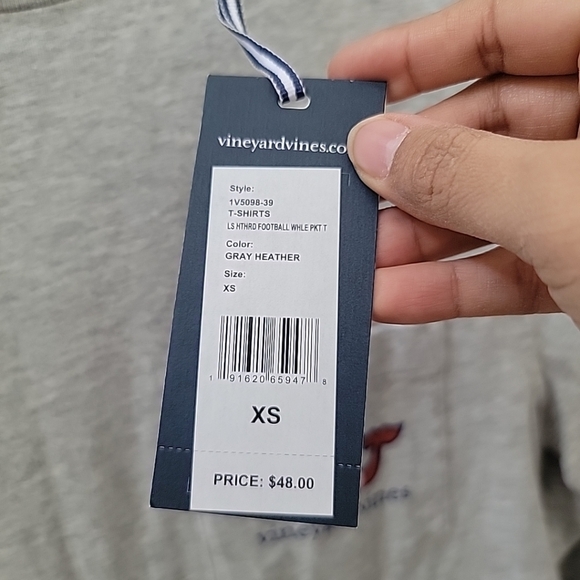 vineyardvines.co
Style:
1V5098-39
T-SHIRTS
LS HTHRD FOOTBALL WHLE PKT T
Color:
GRAY HEATHER
Size:
XS
1 91620 65947 8
XS
PRICE: $48.00